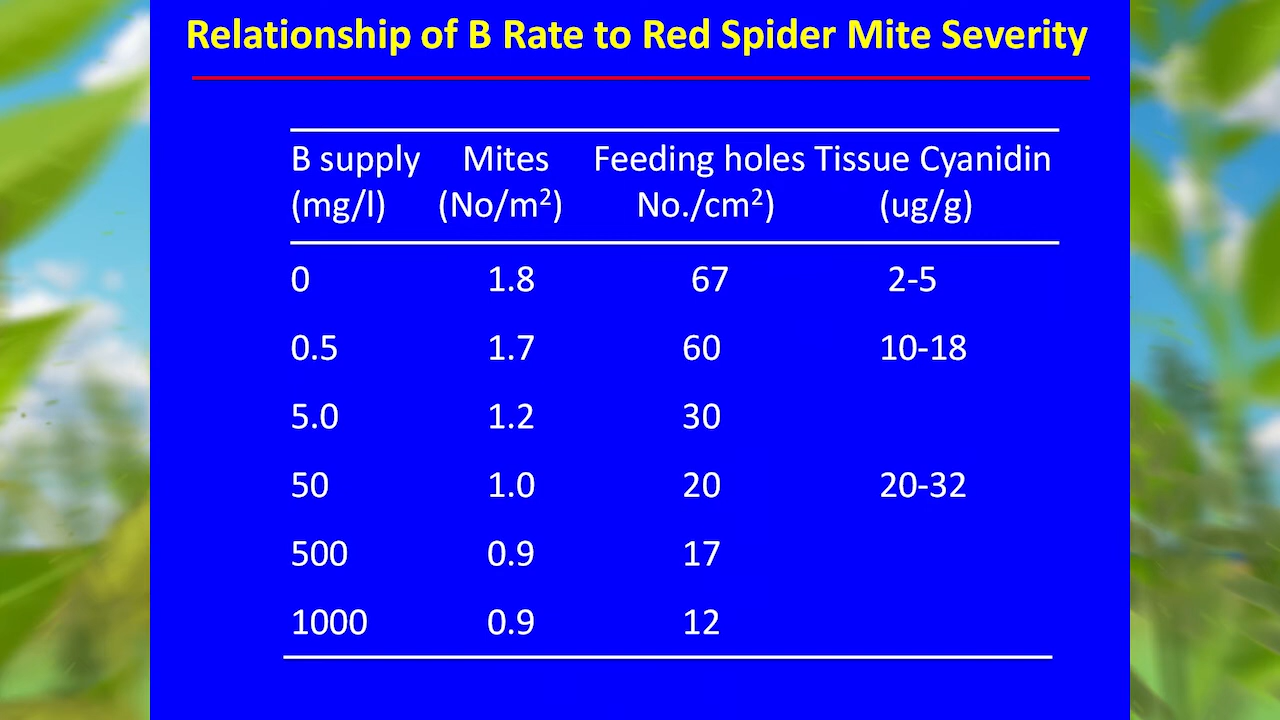 Relationship of B Rate to Red Spider Mite Severity
B supply Mites Feeding holes Tissue Cyanidin
(mg/l) (No/m²) No./cm²) (ug/g)
0 1.8 67 2-5
0.5 1.7 60 10-18
5.0 1.2 30
50 1.0 20 20-32
500 0.9 17
1000 0.9 12